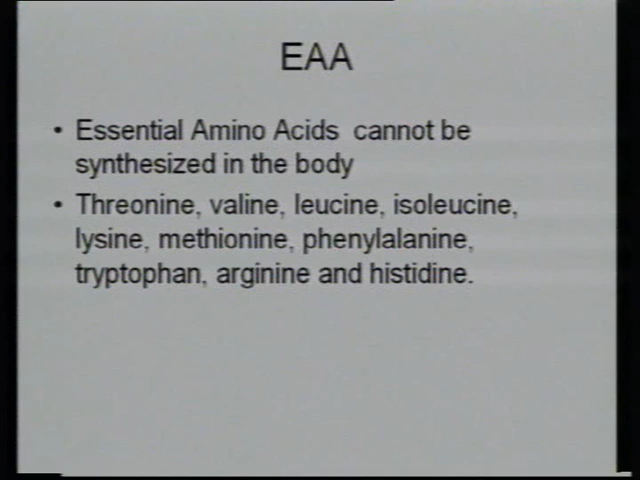 EAA
• Essential Amino Acids cannot be
synthesized in the body
• Threonine, valine, leucine, isoleucine,
lysine, methionine, phenylalanine,
tryptophan, arginine and histidine.